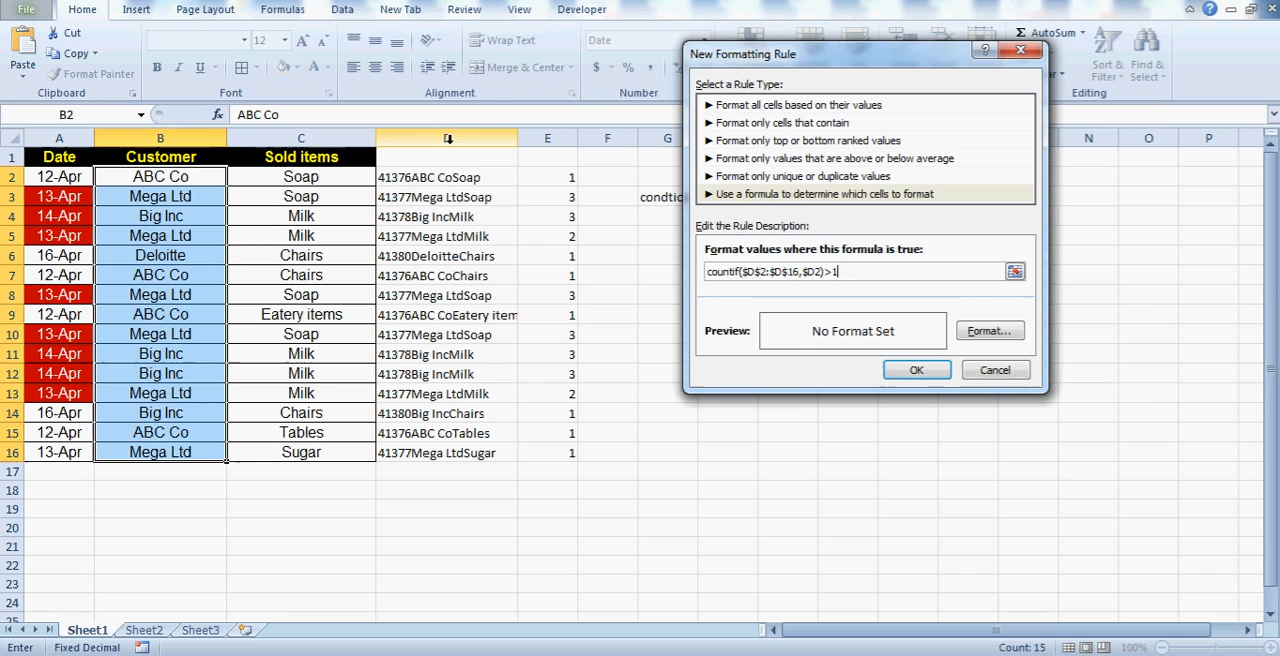 File Home Insert Page Layout Formulas Data New Tab Review View Developer
Paste
Cut
Copy
Format Painter
Clipboard
12
Font
Wrap Text
Merge & Center
Alignment
Date
$ % ,
Number
AutoSum
Sort & Filter
Find & Select
Editing
B2 fx ABC Co
A B C D E F G N O P
1 Date Customer Sold items
2 12-Apr ABC Co Soap 41376ABC CoSoap 1
3 13-Apr Mega Ltd Soap 41377Mega LtdSoap 3
4 14-Apr Big Inc Milk 41378Big IncMilk 3
5 13-Apr Mega Ltd Milk 41377Mega LtdMilk 2
6 16-Apr Deloitte Chairs 41380DeloitteChairs 1
7 12-Apr ABC Co Chairs 41376ABC CoChairs 1
8 13-Apr Mega Ltd Soap 41377Mega LtdSoap 3
9 12-Apr ABC Co Eatery items 41376ABC CoEatery item 1
10 13-Apr Mega Ltd Soap 41377Mega LtdSoap 3
11 14-Apr Big Inc Milk 41378Big IncMilk 3
12 14-Apr Big Inc Milk 41378Big IncMilk 3
13 13-Apr Mega Ltd Milk 41377Mega LtdMilk 2
14 16-Apr Big Inc Chairs 41380Big IncChairs 1
15 12-Apr ABC Co Tables 41376ABC CoTables 1
16 13-Apr Mega Ltd Sugar 41377Mega LtdSugar 1
17
18
19
20
21
22
23
24
25
New Formatting Rule
Select a Rule Type:
► Format all cells based on their values
► Format only cells that contain
► Format only top or bottom ranked values
► Format only values that are above or below average
► Format only unique or duplicate values
► Use a formula to determine which cells to format
Edit the Rule Description:
Format values where this formula is true:
countif($D$2:$D$16,$D2)>1
Preview: No Format Set Format...
OK Cancel
Sheet1 Sheet2 Sheet3
Enter Fixed Decimal Count: 15 100%